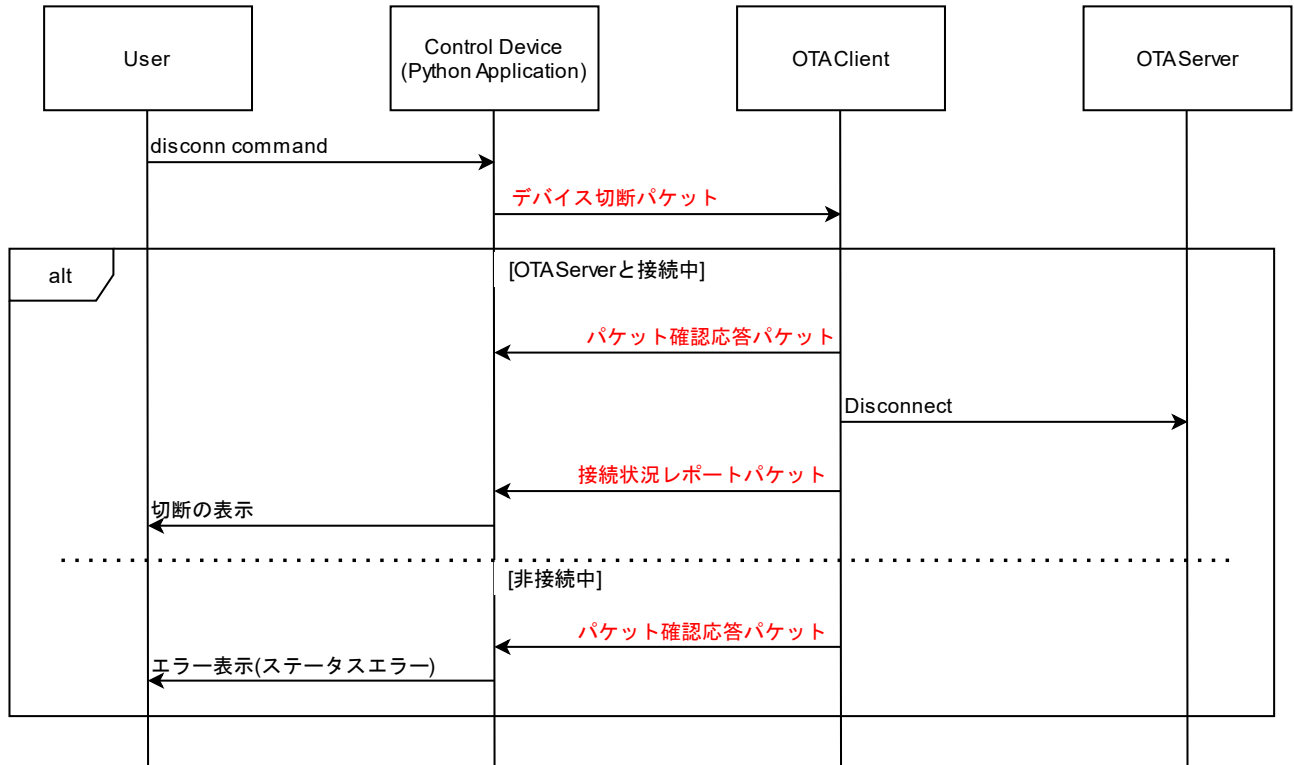 User
Control Device
(Python Application)
OTAClient
OTAServer
disconn command
デバイス切断パケット
alt
[OTAServerと接続中]
パケット確認応答パケット
Disconnect
接続状況レポートパケット
切断の表示
[非接続中]
パケット確認応答パケット
エラー表示(ステータスエラー)